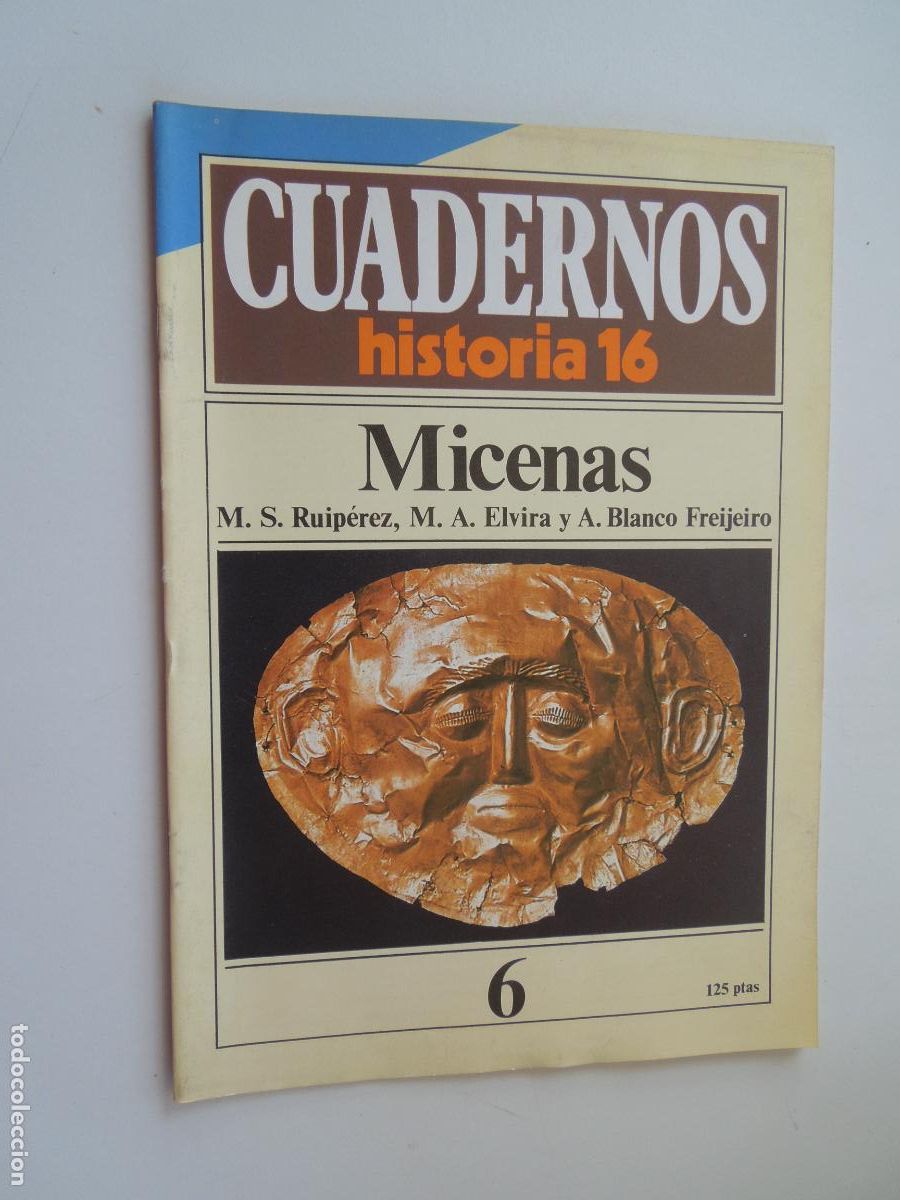 CUADERNOS
historia 16
Micenas
M. S. Ruipérez, M. A. Elvira y A. Blanco Freijeiro
6
125 ptas
todocoleccion